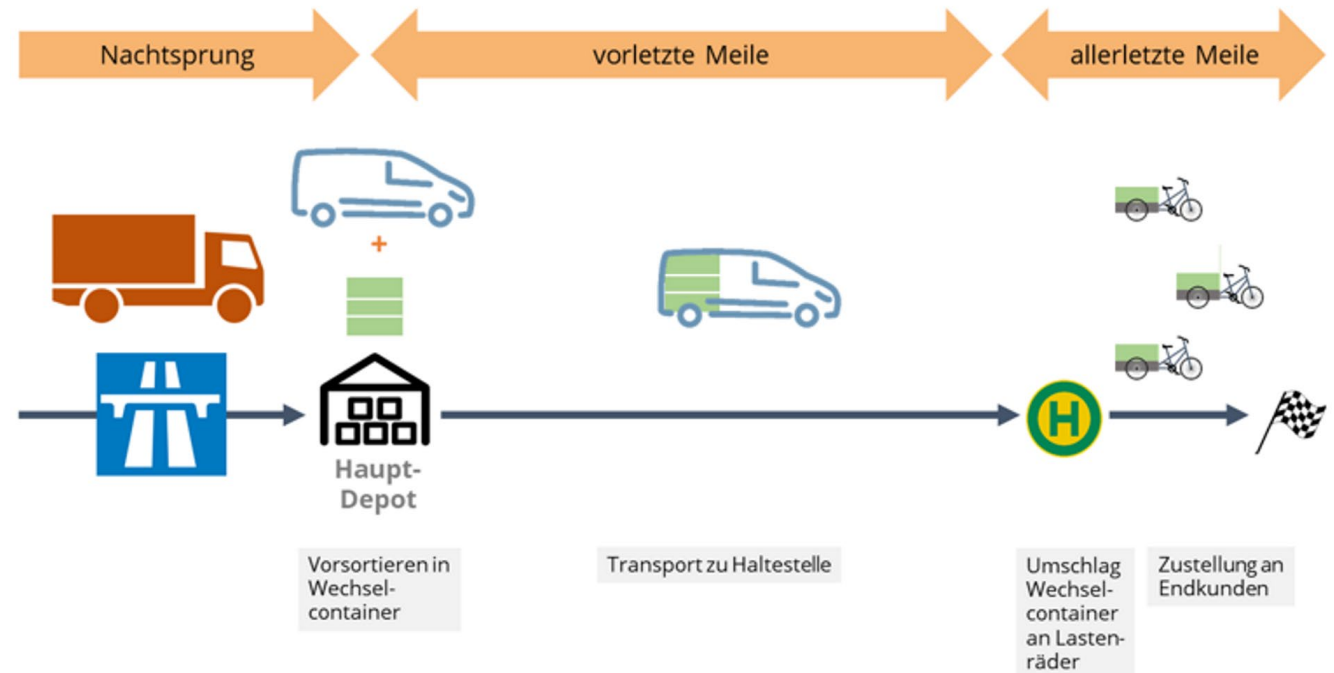 Nachtsprung
vorletzte Meile
allerletzte Meile
+
H
Haupt-
Depot
Vorsortieren in
Wechsel-
container
Transport zu Haltestelle
Umschlag
Wechsel-
container
an Lasten-
räder
Zustellung an
Endkunden